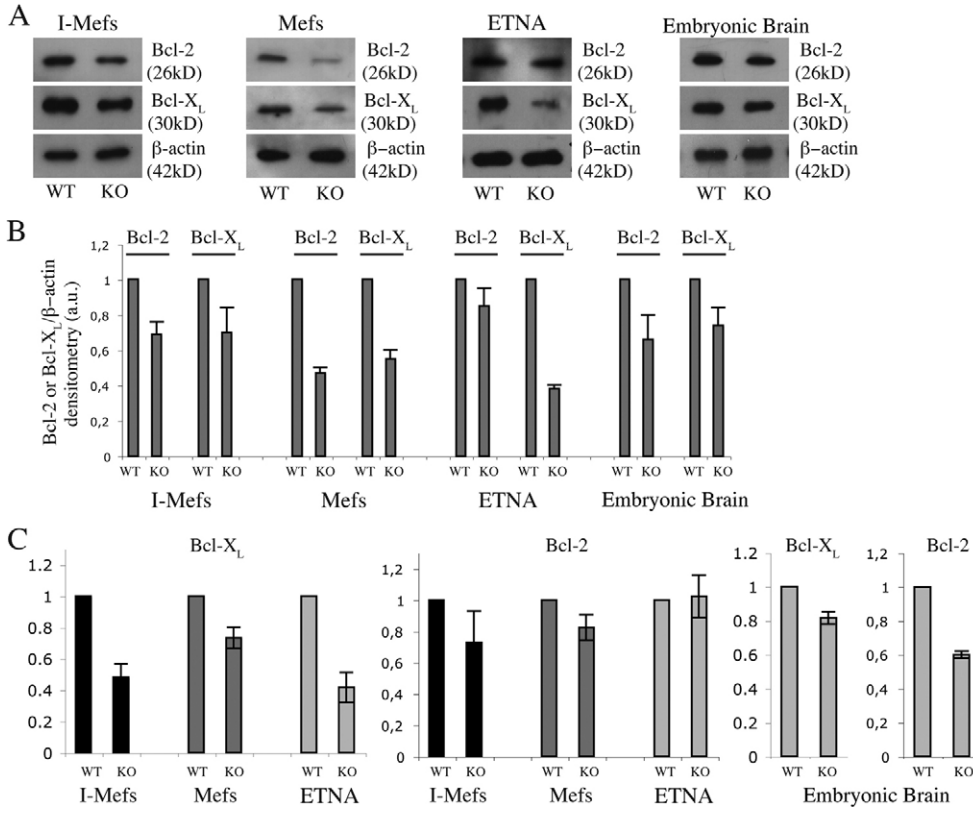 A
I-Mefs Mefs ETNA Embryonic Brain
Bcl-2 Bcl-2 Bcl-2 Bcl-2
(26kD) (26kD) (26kD) (26kD)
Bcl-XL Bcl-XL Bcl-XL Bcl-XL
(30kD) (30kD) (30kD) (30kD)
β-actin β-actin β-actin β-actin
(42kD) (42kD) (42kD) (42kD)
WT KO WT KO WT KO WT KO
B
Bcl-2 Bcl-XL Bcl-2 Bcl-XL Bcl-2 Bcl-XL Bcl-2 Bcl-XL
Bcl-2 or Bcl-XL/β-actin
densitometry (a.u.)
1,2
1
0,8
0,6
0,4
0,2
0
WT KO WT KO WT KO WT KO WT KO WT KO WT KO WT KO
I-Mefs Mefs ETNA Embryonic Brain
C
Bcl-XL
1.2
1
0.8
0.6
0.4
0.2
0
WT KO WT KO WT KO
I-Mefs Mefs ETNA
Bcl-2
1,2
1
0,8
0,6
0,4
0,2
0
WT KO WT KO WT KO
I-Mefs Mefs ETNA
Bcl-XL
1.2
1
0.8
0.6
0.4
0.2
0
WT KO
Bcl-2
1,2
1
0,8
0,6
0,4
0,2
0
WT KO
Embryonic Brain